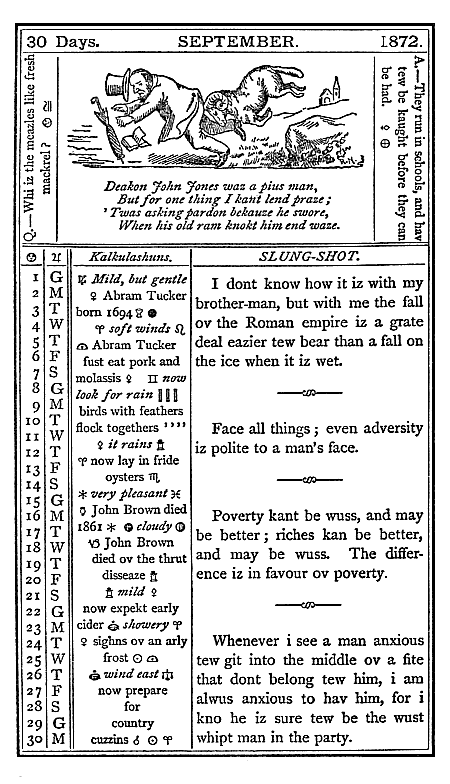 30 Days. SEPTEMBER. 1872.
Q.—Whi iz the meazles like fresh
mackrel ?
A.—They run in schools, and hav
tew be kaught before they can
be had. ♀ ⊕
Deakon John Jones waz a pius man,
But for one thing I kant lend praze ;
’Twas asking pardon bekauze he swore,
When his old ram knokt him end waze.
Kalkulashuns.
1 G
2 M
3 T
4 W
5 T
6 F
7 S
8 G
9 M
10 T
11 W
12 T
13 F
14 S
15 G
16 M
17 T
18 W
19 T
20 F
21 S
22 G
23 M
24 T
25 W
26 T
27 F
28 S
29 G
30 M
Mild, but gentle
♀ Abram Tucker
born 1694
♈ soft winds ♌
Abram Tucker
fust eat pork and
molassis ♀ ♊ now
look for rain
birds with feathers
flock togethers ’ ’ ’ ’
♀ it rains
♈ now lay in fride
oysters ♏
* very pleasant ♓
John Brown died
1861 * cloudy
♑ John Brown
died ov the thrut
disseaze
mild ♀
now expekt early
cider showery ♈
♀ sighns ov an arly
frost ☉
wind east
now prepare
for
country
cuzzins ☌ ☉ ♈
SLUNG-SHOT.
I dont know how it iz with my
brother-man, but with me the fall
ov the Roman empire iz a grate
deal eazier tew bear than a fall on
the ice when it iz wet.
Face all things ; even adversity
iz polite to a man’s face.
Poverty kant be wuss, and may
be better ; riches kan be better,
and may be wuss. The differ-
ence iz in favour ov poverty.
Whenever i see a man anxious
tew git into the middle ov a fite
that dont belong tew him, i am
alwus anxious to hav him, for i
kno he iz sure tew be the wust
whipt man in the party.